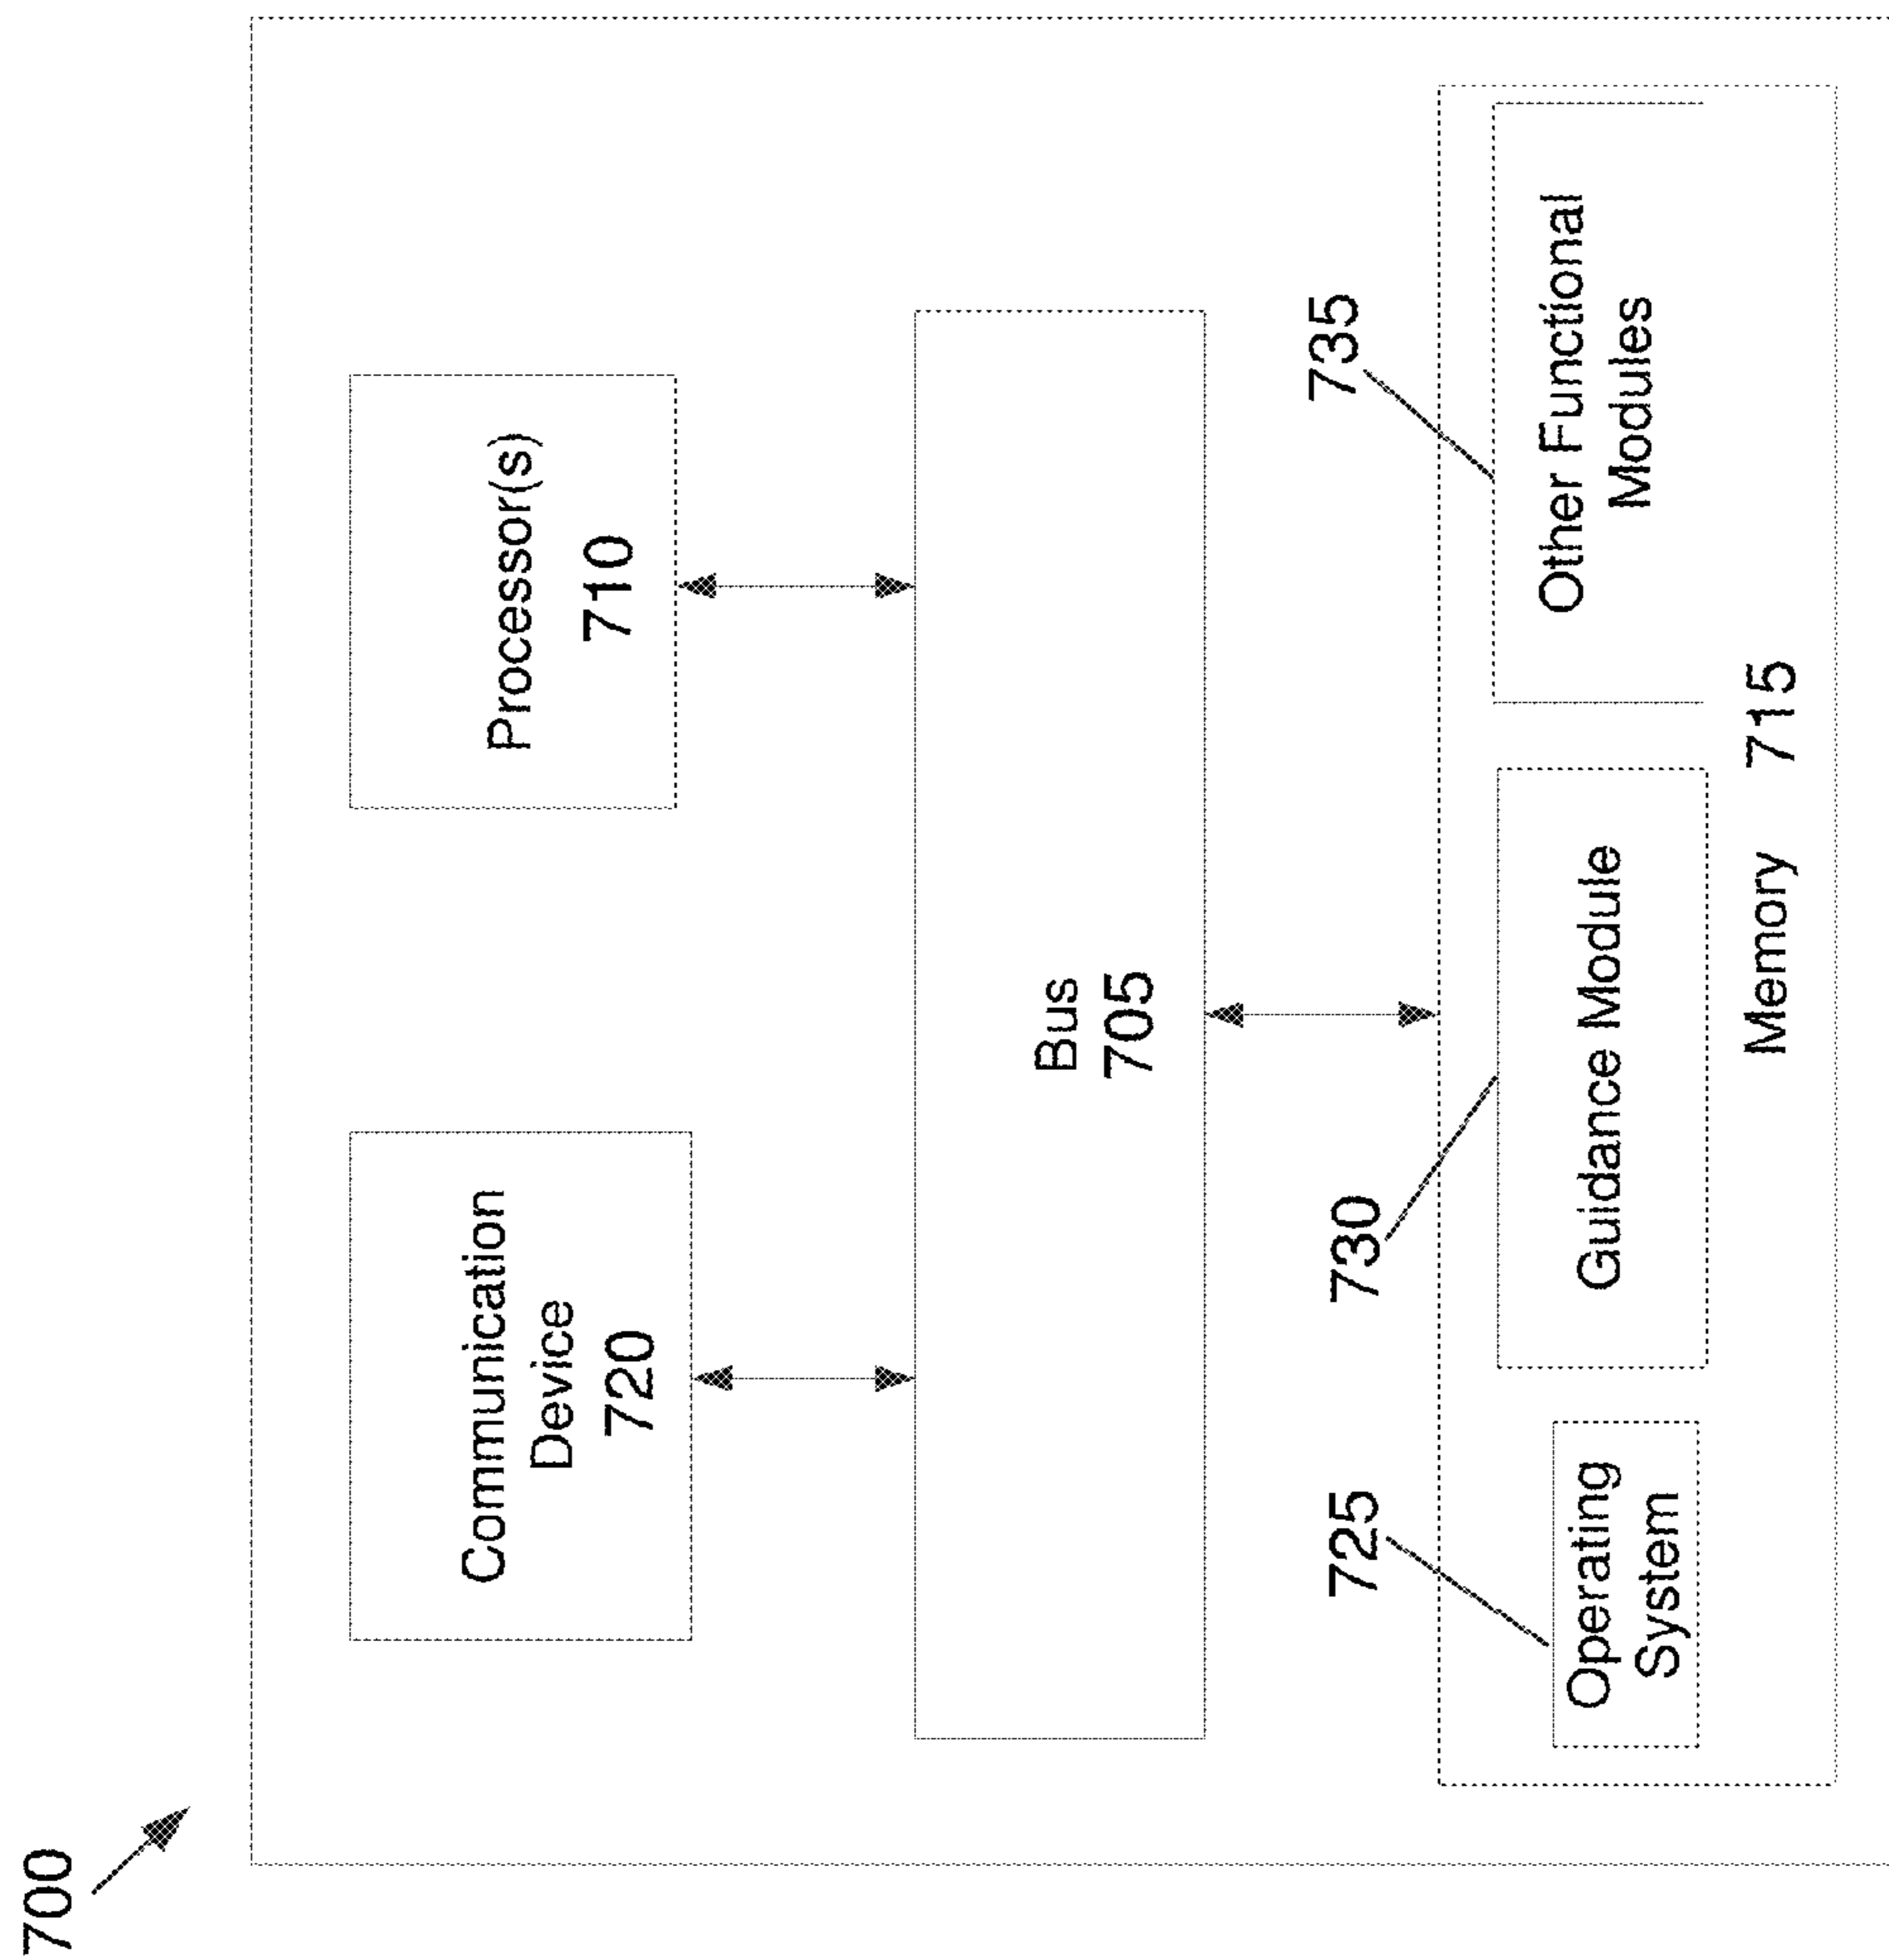 700
Communication
Device
720
Processor(s)
710
Bus
705
725
730
735
Operating
System
Guidance Module
Other Functional
Modules
Memory 715